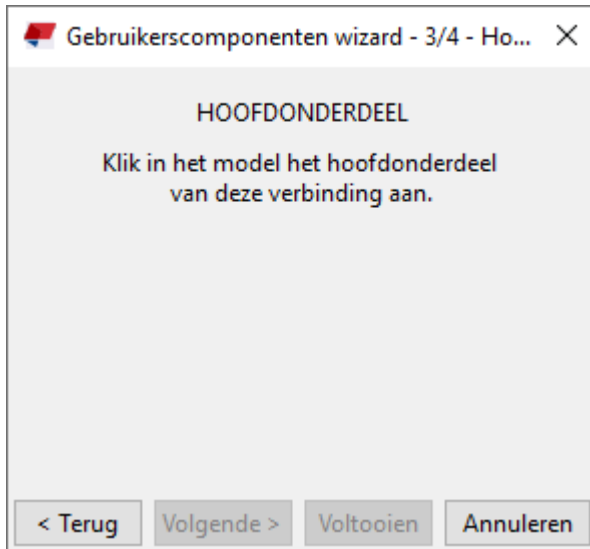 Gebruikerscomponenten wizard - 3/4 - Ho...
HOOFDONDERDEEL
Klik in het model het hoofdonderdeel
van deze verbinding aan.
< Terug Volgende > Voltooien Annuleren